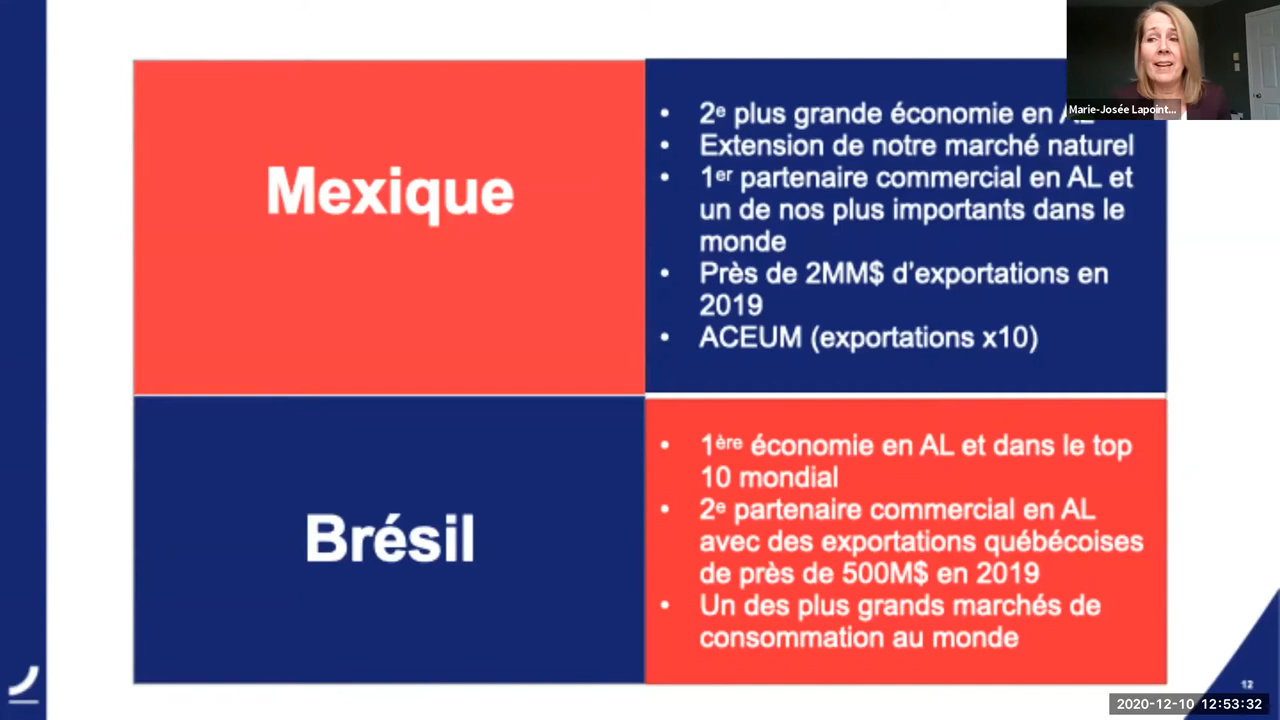 Marie-Josée Lapoint...
Mexique
• 2e plus grande économie en
• Extension de notre marché naturel
• 1er partenaire commercial en AL et
un de nos plus importants dans le
monde
• Près de 2MM$ d’exportations en
2019
• ACEUM (exportations x10)
Brésil
• 1ère économie en AL et dans le top
10 mondial
• 2e partenaire commercial en AL
avec des exportations québécoises
de près de 500M$ en 2019
• Un des plus grands marchés de
consommation au monde
12
2020-12-10 12:53:32